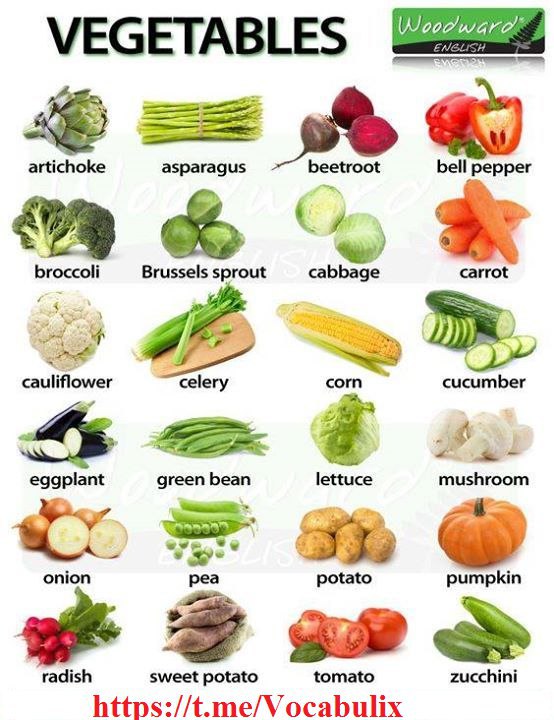 VEGETABLES
Woodward®
ENGLISH
artichoke asparagus beetroot bell pepper
broccoli Brussels sprout cabbage carrot
cauliflower celery corn cucumber
eggplant green bean lettuce mushroom
onion pea potato pumpkin
radish sweet potato tomato zucchini
https://t.me/Vocabulix